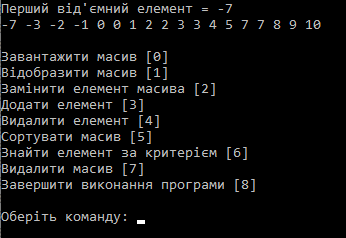 Перший від'ємний елемент = -7
-7 -3 -2 -1 0 0 1 2 2 3 3 4 5 7 7 8 9 10
Завантажити масив [0]
Відобразити масив [1]
Замінити елемент масива [2]
Додати елемент [3]
Видалити елемент [4]
Сортувати масив [5]
Знайти елемент за критерієм [6]
Видалити масив [7]
Завершити виконання програми [8]
Оберіть команду: